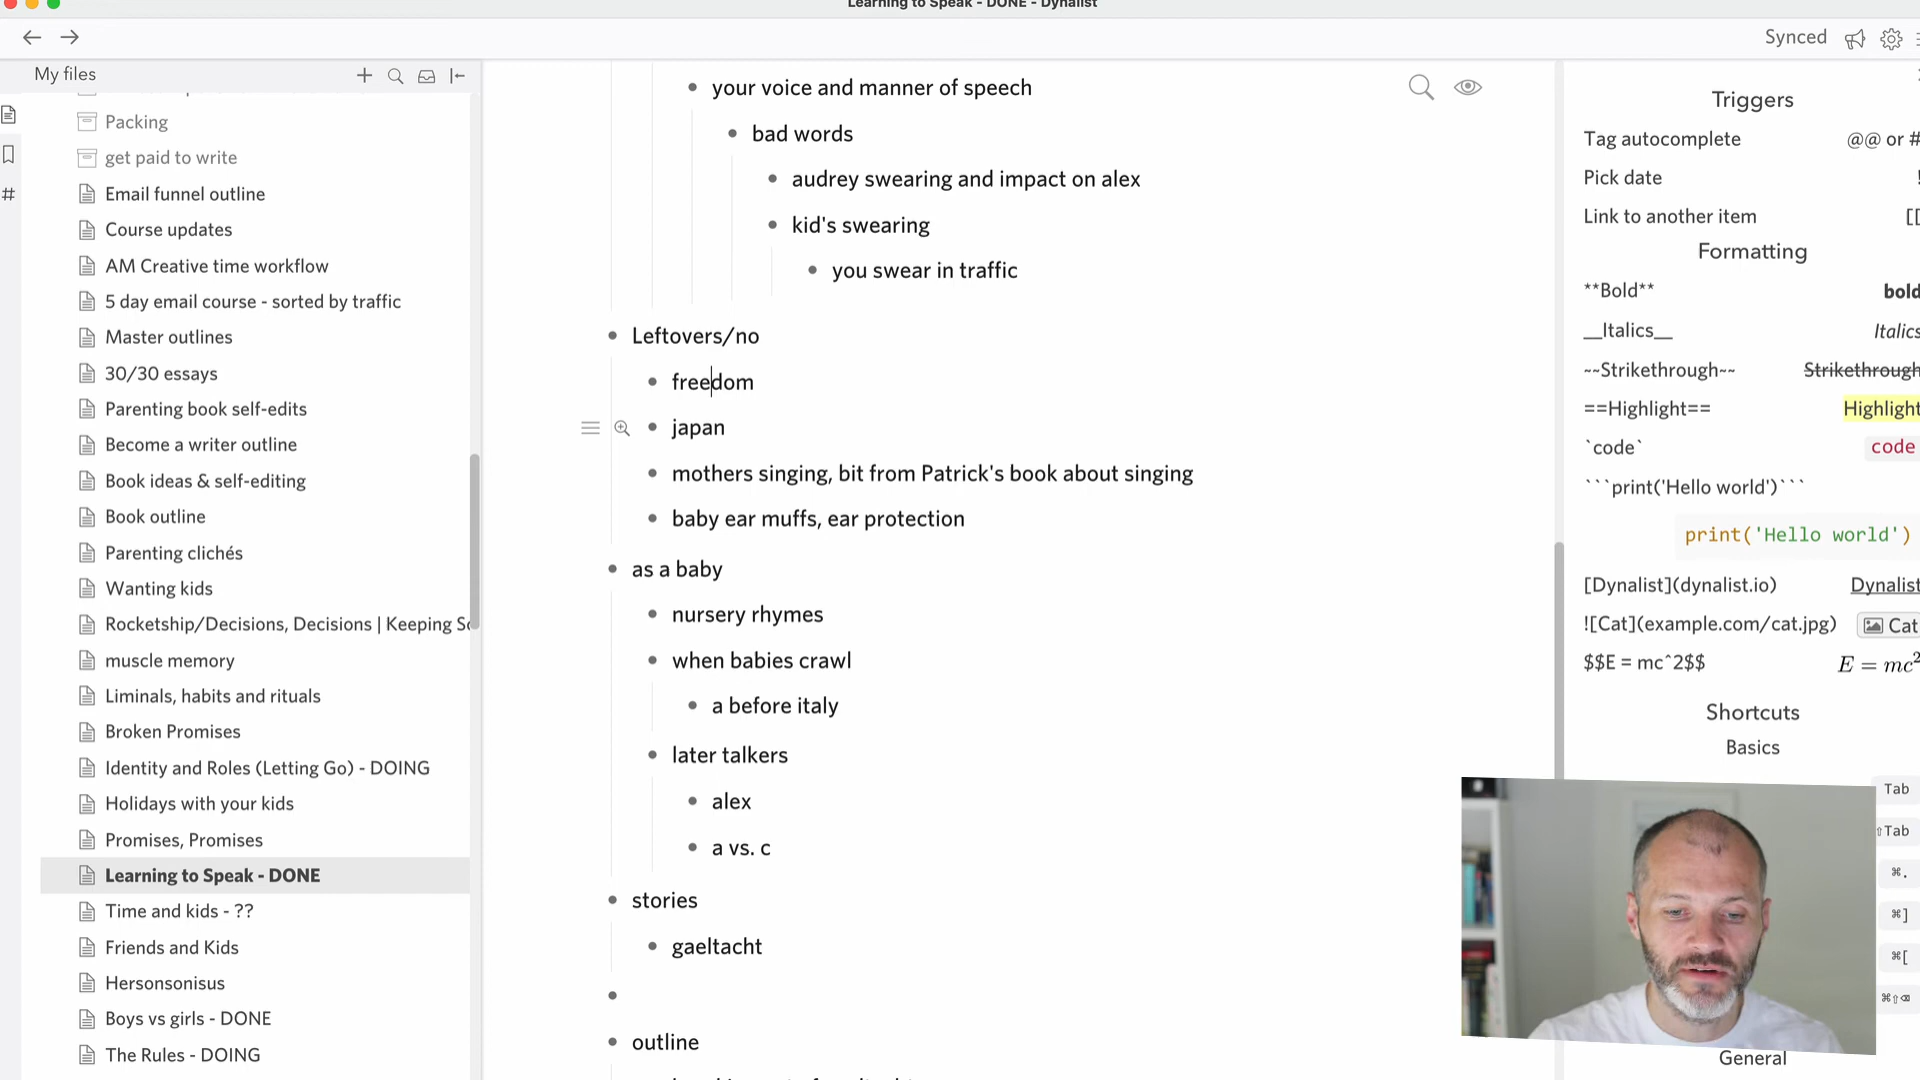 Learning to Speak - DONE - Dynalist
Synced
My files
Packing
get paid to write
Email funnel outline
Course updates
AM Creative time workflow
5 day email course - sorted by traffic
Master outlines
30/30 essays
Parenting book self-edits
Become a writer outline
Book ideas & self-editing
Book outline
Parenting clichés
Wanting kids
Rocketship/Decisions, Decisions | Keeping
muscle memory
Liminals, habits and rituals
Broken Promises
Identity and Roles (Letting Go) - DOING
Holidays with your kids
Promises, Promises
Learning to Speak - DONE
Time and kids - ??
Friends and Kids
Hersonsonisus
Boys vs girls - DONE
The Rules - DOING
your voice and manner of speech
bad words
audrey swearing and impact on alex
kid's swearing
you swear in traffic
Leftovers/no
freedom
japan
mothers singing, bit from Patrick's book about singing
baby ear muffs, ear protection
as a baby
nursery rhymes
when babies crawl
a before italy
later talkers
alex
a vs. c
stories
gaeltacht
outline
Triggers
Tag autocomplete @@ or #
Pick date !
Link to another item [[
Formatting
**Bold** bold
__Italics__ Italics
~~Strikethrough~~ Strikethrough
==Highlight== Highlight
`code` code
```print('Hello world')```
print('Hello world')
[Dynalist](dynalist.io) Dynalist
![Cat](example.com/cat.jpg) Cat
$$E = mc^2$$ E = mc²
Shortcuts
Basics
Tab
⇧Tab
⌘.
⌘]
⌘[
⌘⇧⌫
General